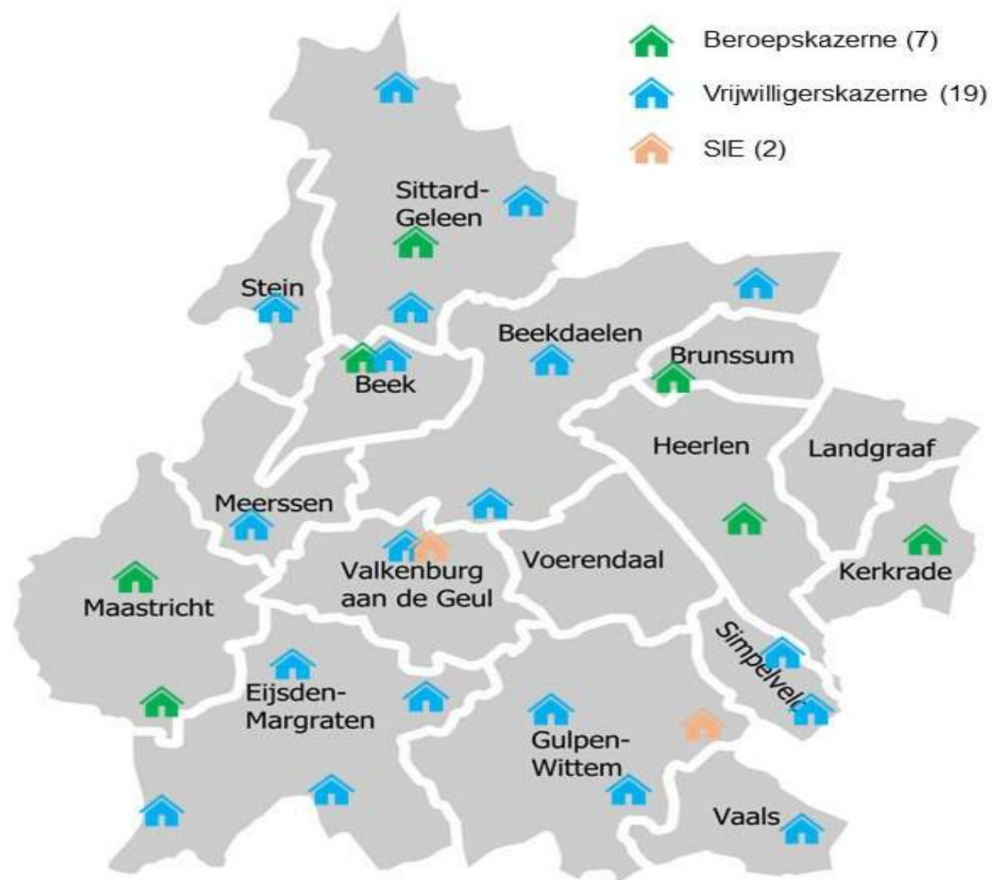 Beroepskazerne (7)
Vrijwilligerskazerne (19)
SIE (2)
Sittard-
Geleen
Stein
Beekdaelen
Brunssum
Beek
Heerlen
Landgraaf
Meerssen
Voerendaal
Kerkrade
Valkenburg
aan de Geul
Maastricht
Simpelveld
Eijsden-
Margraten
Gulpen-
Wittem
Vaals